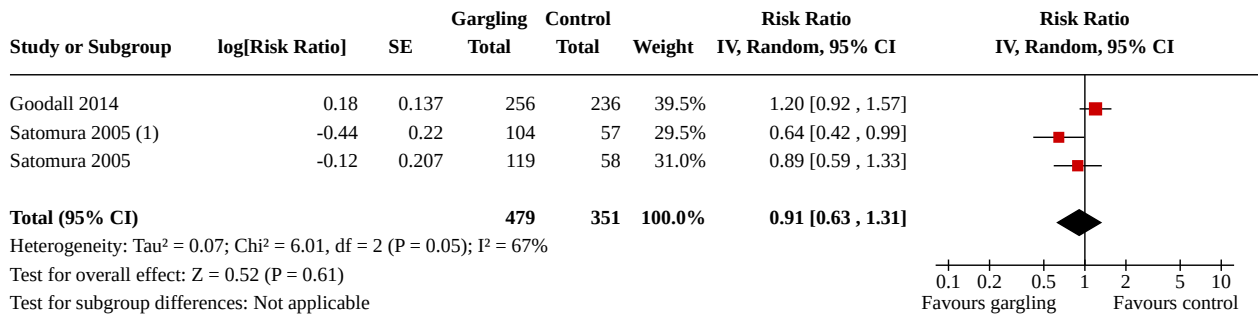 Gargling Control Risk Ratio Risk Ratio
Study or Subgroup log[Risk Ratio] SE Total Total Weight IV, Random, 95% CI IV, Random, 95% CI
Goodall 2014 0.18 0.137 256 236 39.5% 1.20 [0.92 , 1.57]
Satomura 2005 (1) -0.44 0.22 104 57 29.5% 0.64 [0.42 , 0.99]
Satomura 2005 -0.12 0.207 119 58 31.0% 0.89 [0.59 , 1.33]
Total (95% CI) 479 351 100.0% 0.91 [0.63 , 1.31]
Heterogeneity: Tau² = 0.07; Chi² = 6.01, df = 2 (P = 0.05); I² = 67%
Test for overall effect: Z = 0.52 (P = 0.61)
0.1 0.2 0.5 1 2 5 10
Test for subgroup differences: Not applicable Favours gargling Favours control